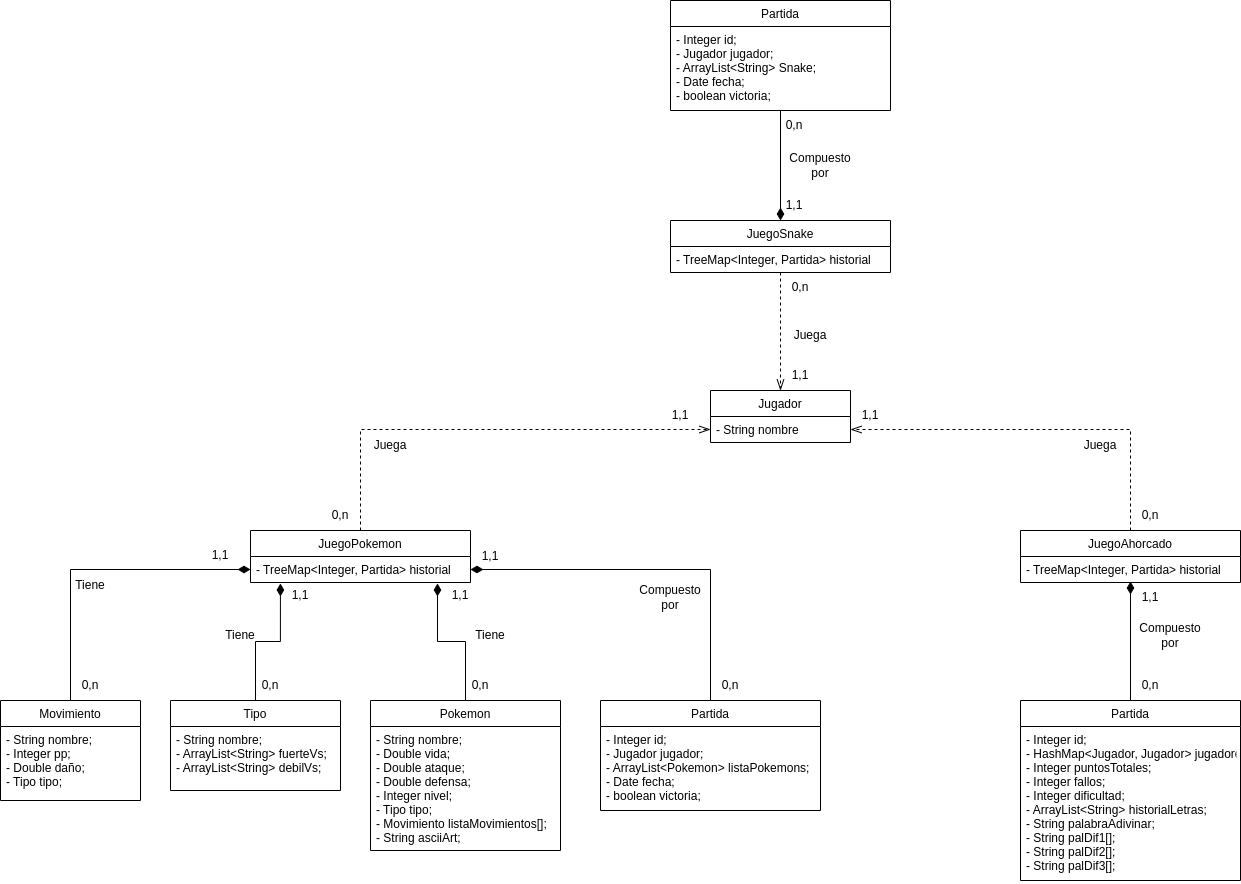 Partida
- Integer id;
- Jugador jugador;
- ArrayList<String> Snake;
- Date fecha;
- boolean victoria;
0,n
Compuesto
por
1,1
JuegoSnake
- TreeMap<Integer, Partida> historial
0,n
Juega
1,1
Jugador
- String nombre
1,1
1,1
Juega
Juega
0,n
0,n
JuegoPokemon
- TreeMap<Integer, Partida> historial
JuegoAhorcado
- TreeMap<Integer, Partida> historial
1,1
Tiene
1,1
Tiene
1,1
Tiene
1,1
Compuesto
por
1,1
Compuesto
por
0,n
0,n
0,n
0,n
0,n
Movimiento
- String nombre;
- Integer pp;
- Double daño;
- Tipo tipo;
Tipo
- String nombre;
- ArrayList<String> fuerteVs;
- ArrayList<String> debilVs;
Pokemon
- String nombre;
- Double vida;
- Double ataque;
- Double defensa;
- Integer nivel;
- Tipo tipo;
- Movimiento listaMovimientos[];
- String asciiArt;
Partida
- Integer id;
- Jugador jugador;
- ArrayList<Pokemon> listaPokemons;
- Date fecha;
- boolean victoria;
Partida
- Integer id;
- HashMap<Jugador, Jugador> jugador
- Integer puntosTotales;
- Integer fallos;
- Integer dificultad;
- ArrayList<String> historialLetras;
- String palabraAdivinar;
- String palDif1[];
- String palDif2[];
- String palDif3[];